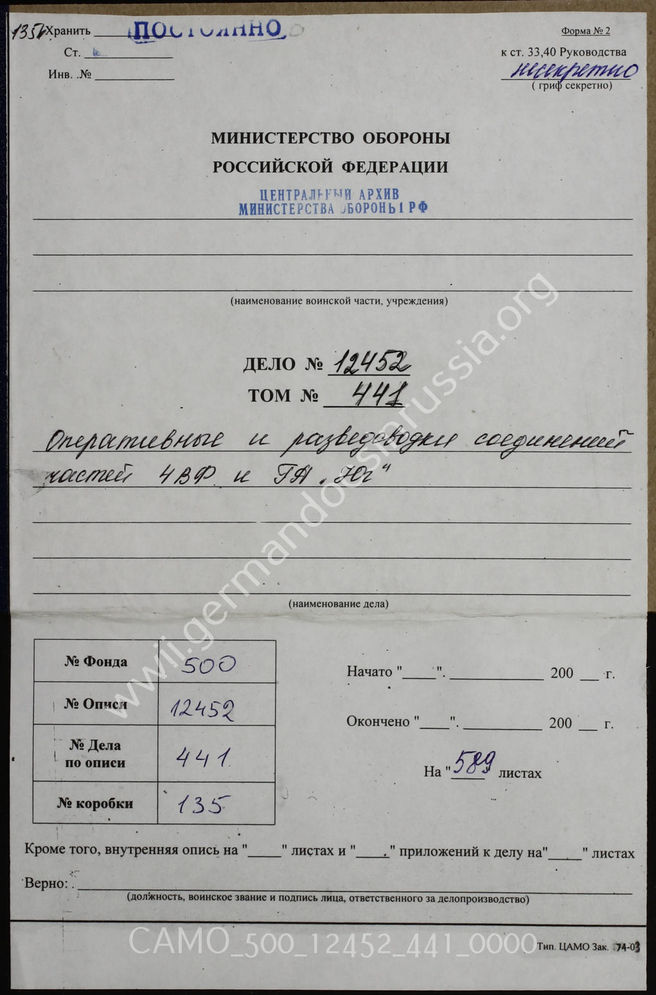 135 Хранить ПОСТОЯННО
Форма № 2
Ст.
к ст. 33,40 Руководства
Инв. №
несекретно
( гриф секретно)
МИНИСТЕРСТВО ОБОРОНЫ
РОССИЙСКОЙ ФЕДЕРАЦИИ
ЦЕНТРАЛЬНЫЙ АРХИВ
МИНИСТЕРСТВА ОБОРОНЫ РФ
(наименование воинской части, учреждения)
ДЕЛО № 12452
ТОМ № 441
Оперативные и разведсводки соединений
частей 4ВФ и ГА „Юг“
(наименование дела)
№ Фонда 500
№ Описи 12452
№ Дела
по описи 441
№ коробки 135
Начато "____". ____________ 200 ___ г.
Окончено "____". ____________ 200 ___ г.
На "589 листах
Кроме того, внутренняя опись на "____" листах и "____" приложений к делу на"____" листах
Верно:
(должность, воинское звание и подпись лица, ответственного за делопроизводство)
Тип. ЦАМО Зак. 74-03
CAMO_500_12452_441_0000
www.germandocsinrussia.org